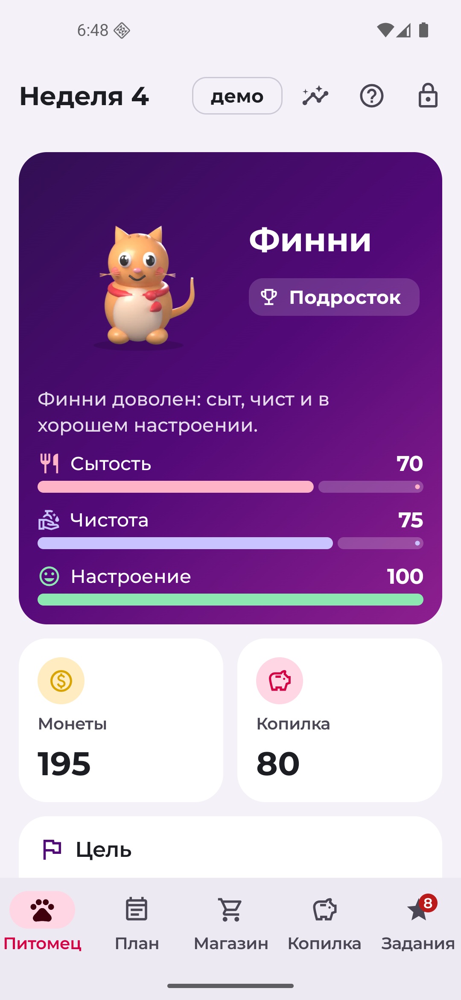 6:48
Неделя 4
демо
Финни
Подросток
Финни доволен: сыт, чист и в
хорошем настроении.
Сытость 70
Чистота 75
Настроение 100
Монеты
195
Копилка
80
Цель
8
Питомец
План
Магазин
Копилка
Задания